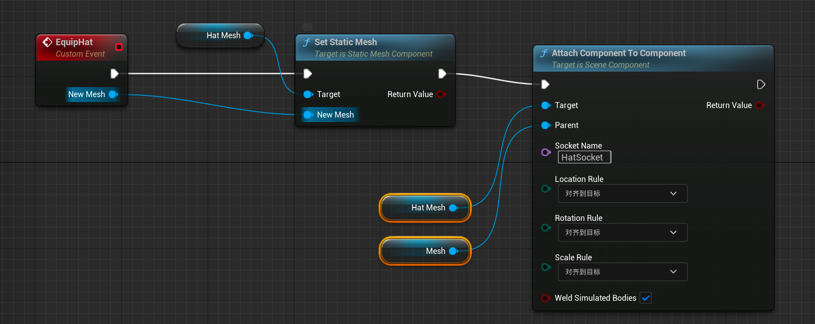 EquipHat
Custom Event
New Mesh
Hat Mesh
Set Static Mesh
Target is Static Mesh Component
Target
Return Value
New Mesh
Hat Mesh
Mesh
Attach Component To Component
Target is Scene Component
Target
Return Value
Parent
Socket Name
HatSocket
Location Rule
对齐到目标
Rotation Rule
对齐到目标
Scale Rule
对齐到目标
Weld Simulated Bodies